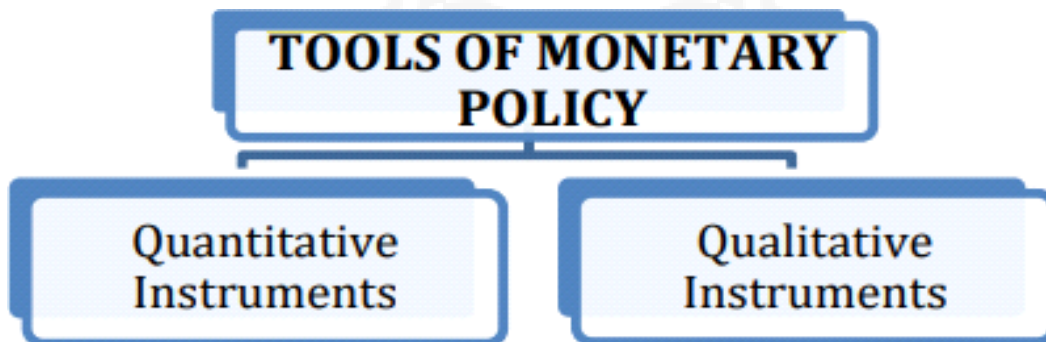 TOOLS OF MONETARY
POLICY
Quantitative
Instruments
Qualitative
Instruments